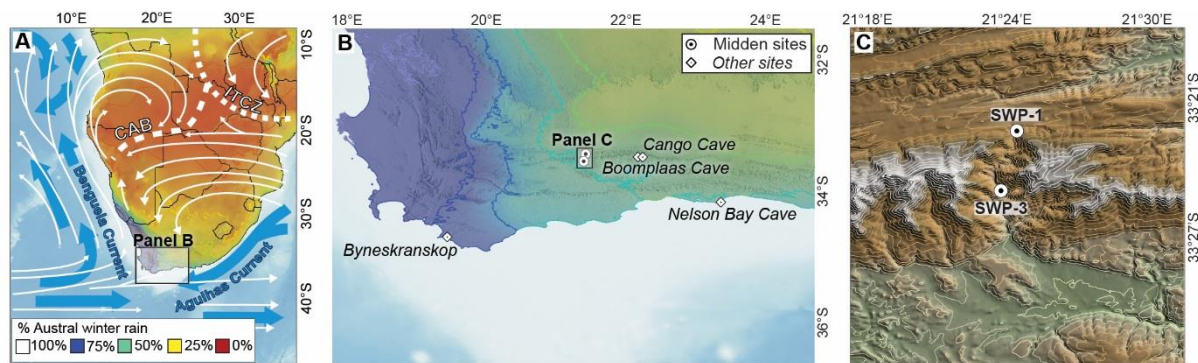 10°E 20°E 30°E
A
10°S
20°S
30°S
40°S
ITCZ
CAB
Benguela Current
Panel B
Agulhas Current
% Austral winter rain
100% 75% 50% 25% 0%
18°E 20°E 22°E 24°E
B
Midden sites
Other sites
32°S
34°S
36°S
Panel C
Cango Cave
Boomplaas Cave
Nelson Bay Cave
Byneskranskop
21°18' 21°24' 21°30'E
C
33°21'S
33°27'S
SWP-1
SWP-3